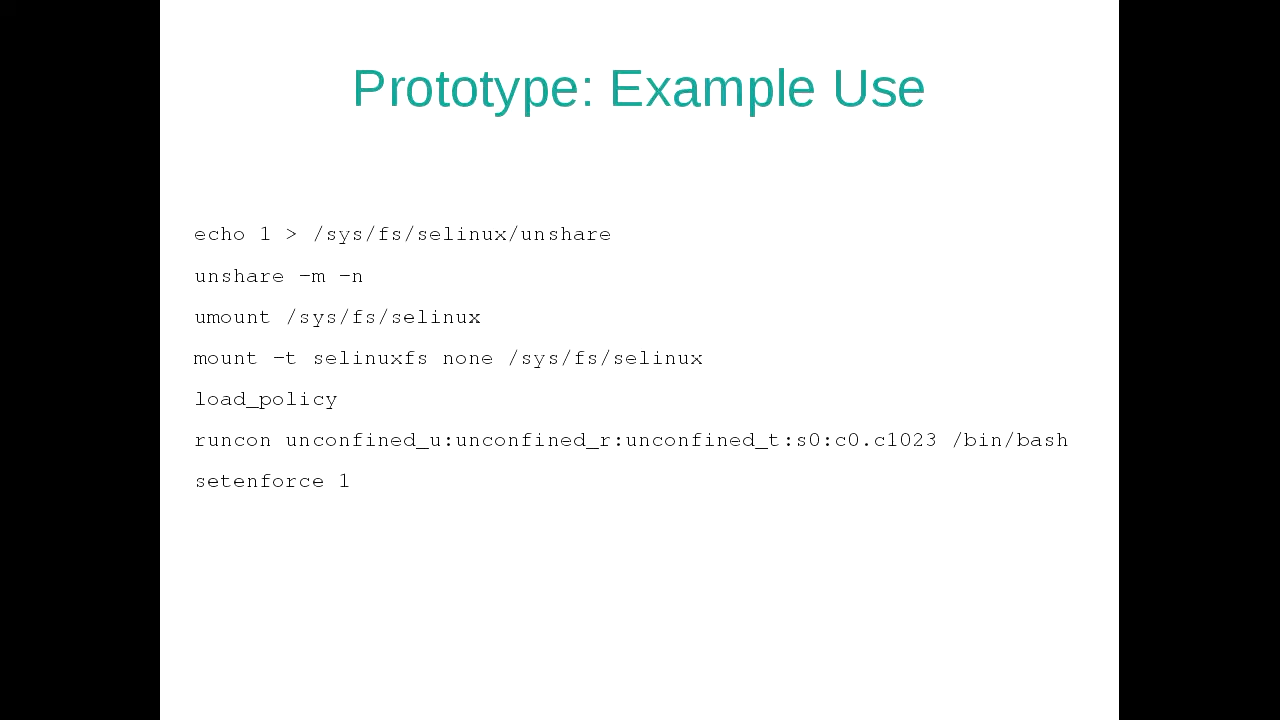 Prototype: Example Use
echo 1 > /sys/fs/selinux/unshare
unshare -m -n
umount /sys/fs/selinux
mount -t selinuxfs none /sys/fs/selinux
load_policy
runcon unconfined_u:unconfined_r:unconfined_t:s0:c0.c1023 /bin/bash
setenforce 1